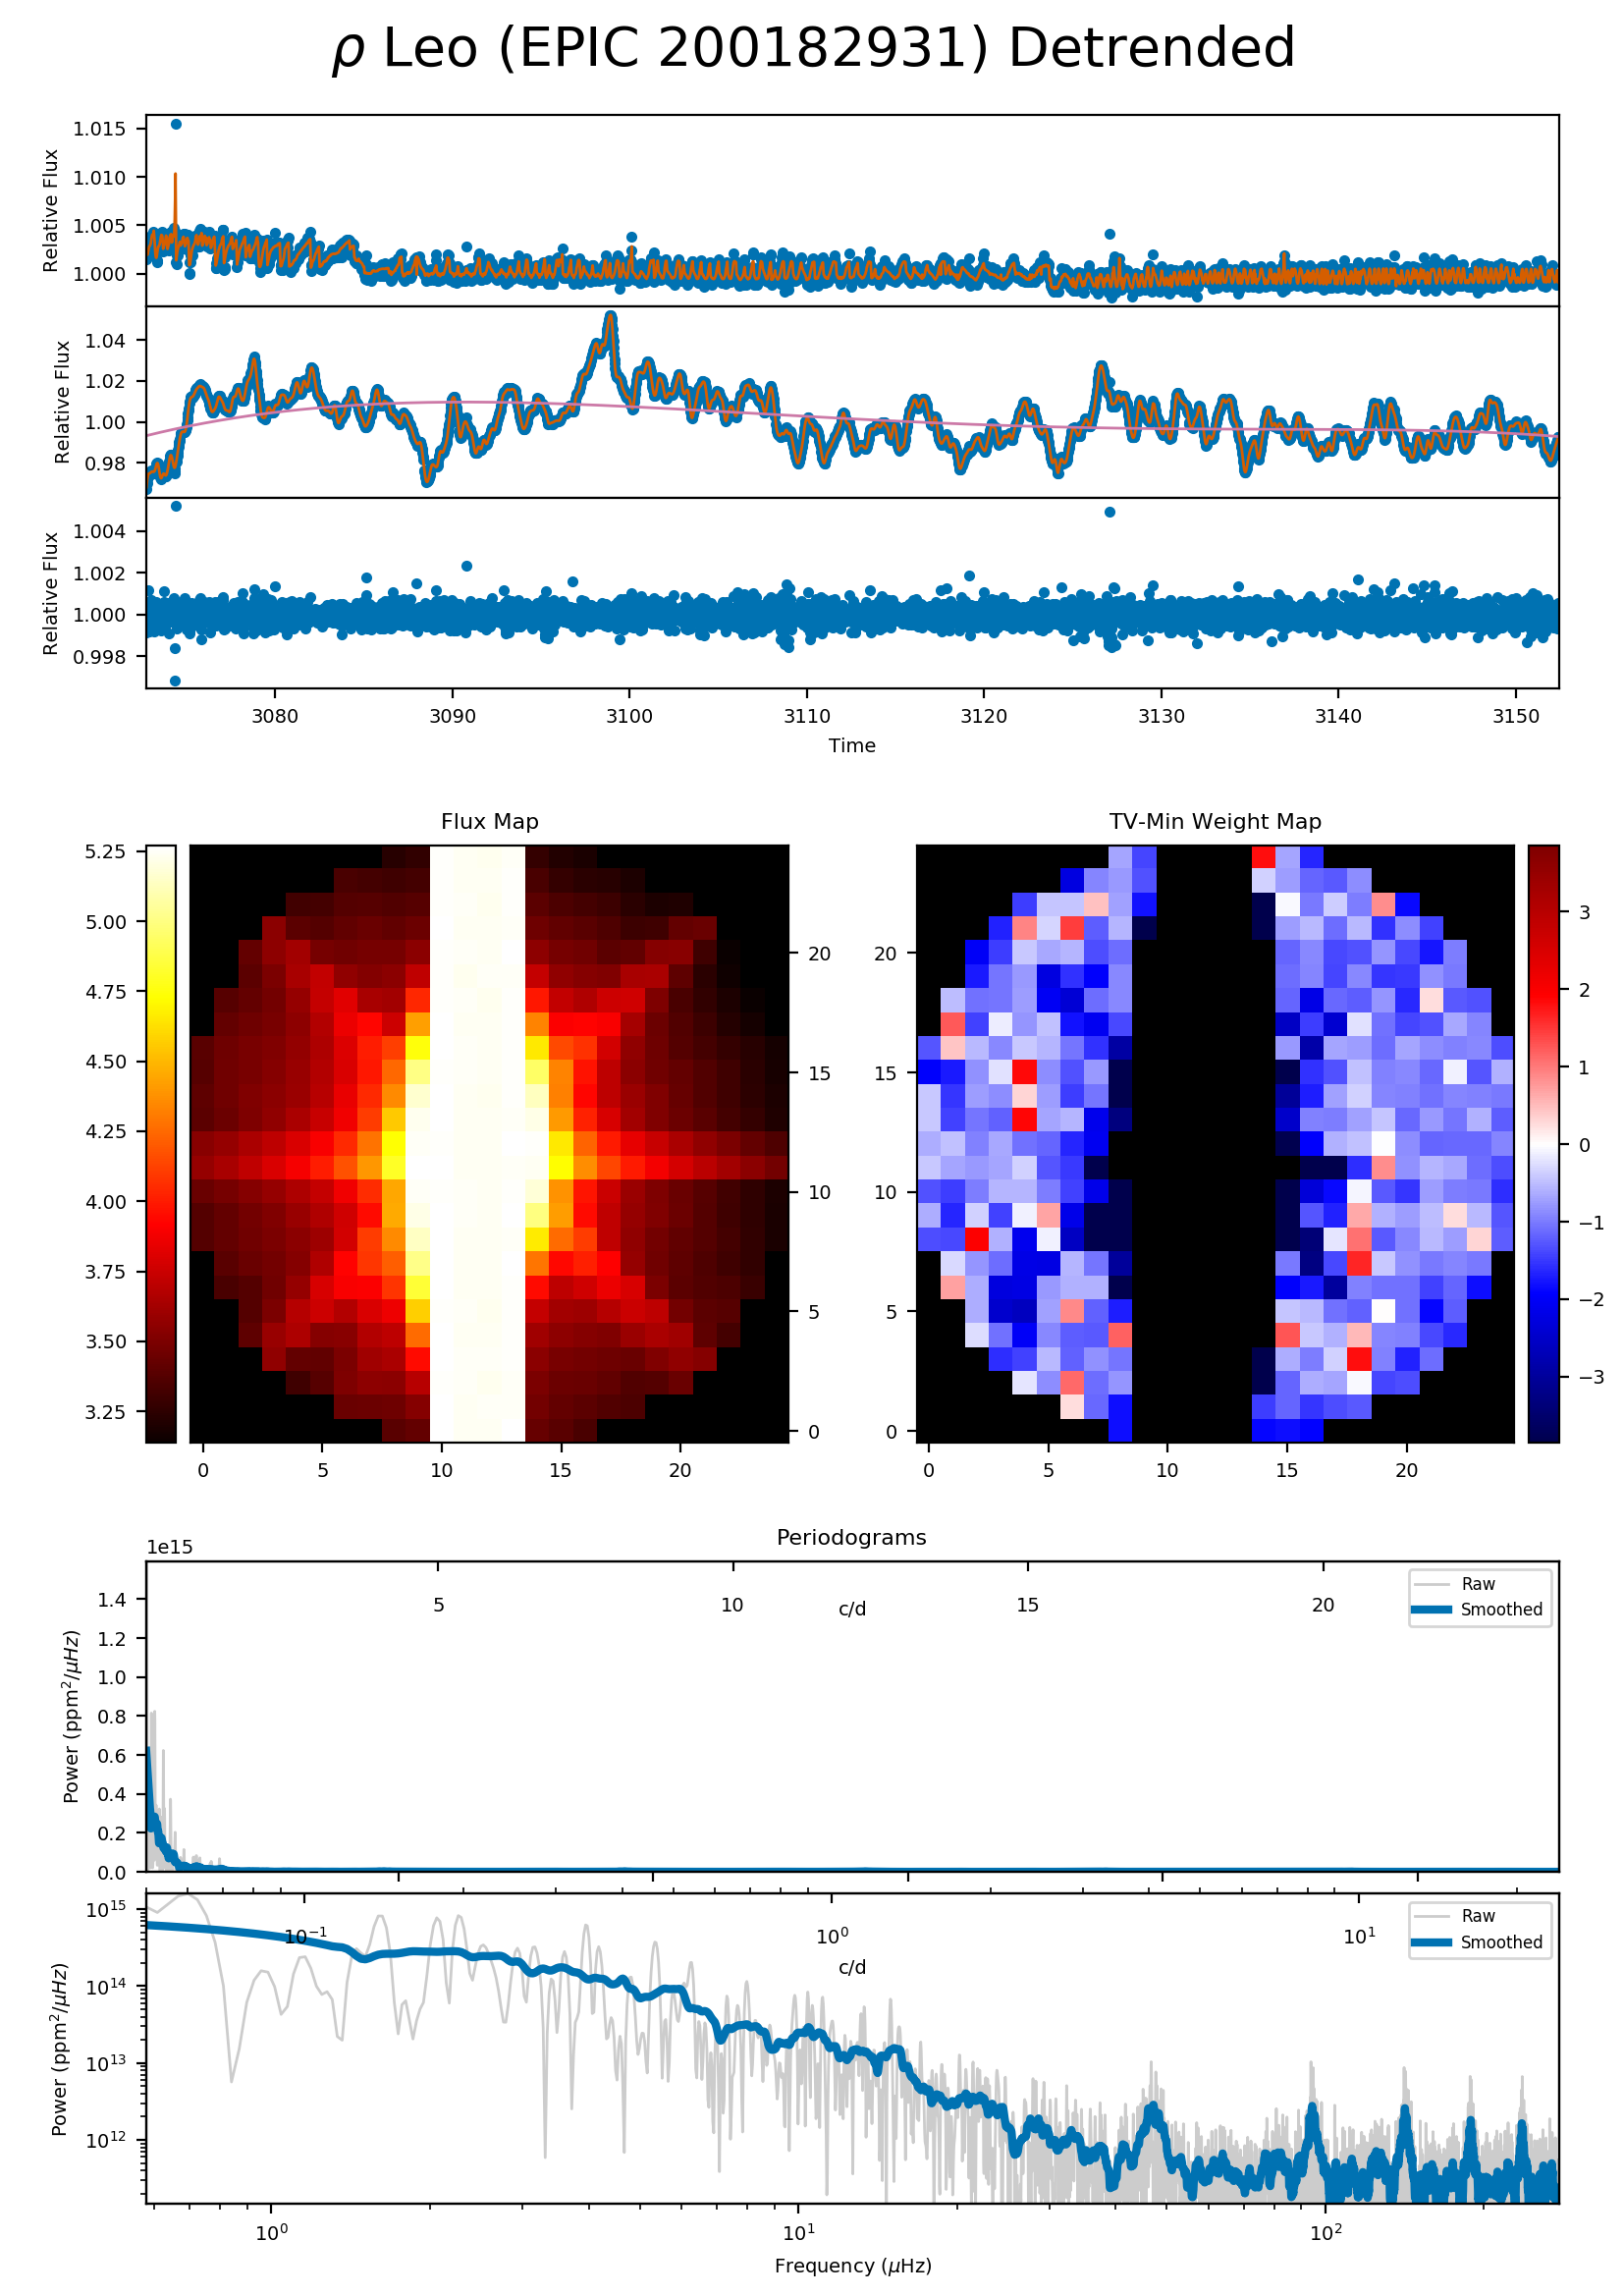 ρ Leo (EPIC 200182931) Detrended
1.015
1.010
1.005
1.000
Relative Flux
1.04
1.02
1.00
0.98
Relative Flux
1.004
1.002
1.000
0.998
Relative Flux
3080 3090 3100 3110 3120 3130 3140 3150
Time
Flux Map
5.25
5.00
4.75
4.50
4.25
4.00
3.75
3.50
3.25
20
15
10
5
0
0 5 10 15 20
TV-Min Weight Map
20
15
10
5
0
0 5 10 15 20
3
2
1
0
−1
−2
−3
Periodograms
1e15
1.4
1.2
1.0
0.8
0.6
0.4
0.2
0.0
Power (ppm²/μHz)
5 10 15 20
c/d
Raw
Smoothed
10¹⁵
10¹⁴
10¹³
10¹²
Power (ppm²/μHz)
10⁻¹ 10⁰ 10¹
c/d
Raw
Smoothed
10⁰ 10¹ 10²
Frequency (μHz)